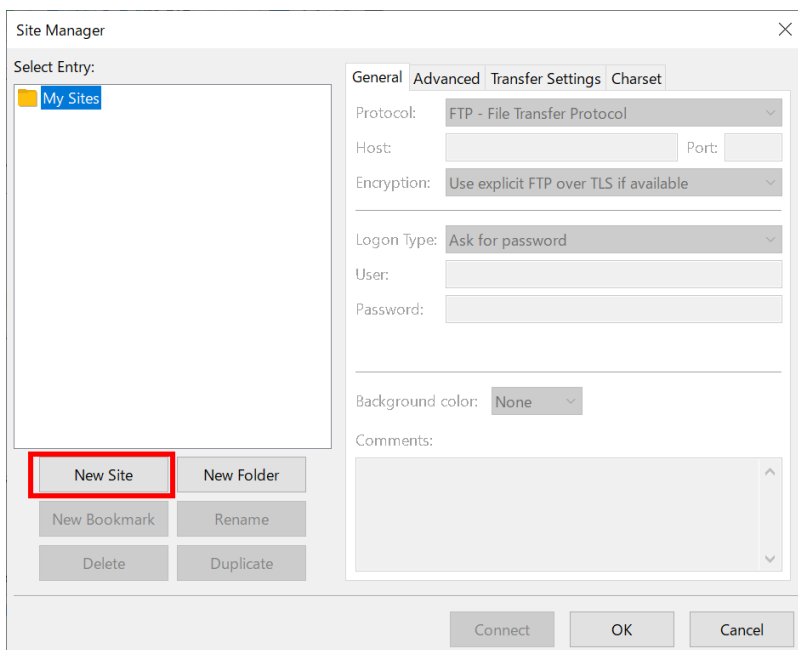 Site Manager
Select Entry:
My Sites
New Site
New Folder
New Bookmark
Rename
Delete
Duplicate
General
Advanced
Transfer Settings
Charset
Protocol:
FTP - File Transfer Protocol
Host:
Port:
Encryption:
Use explicit FTP over TLS if available
Logon Type:
Ask for password
User:
Password:
Background color:
None
Comments:
Connect
OK
Cancel